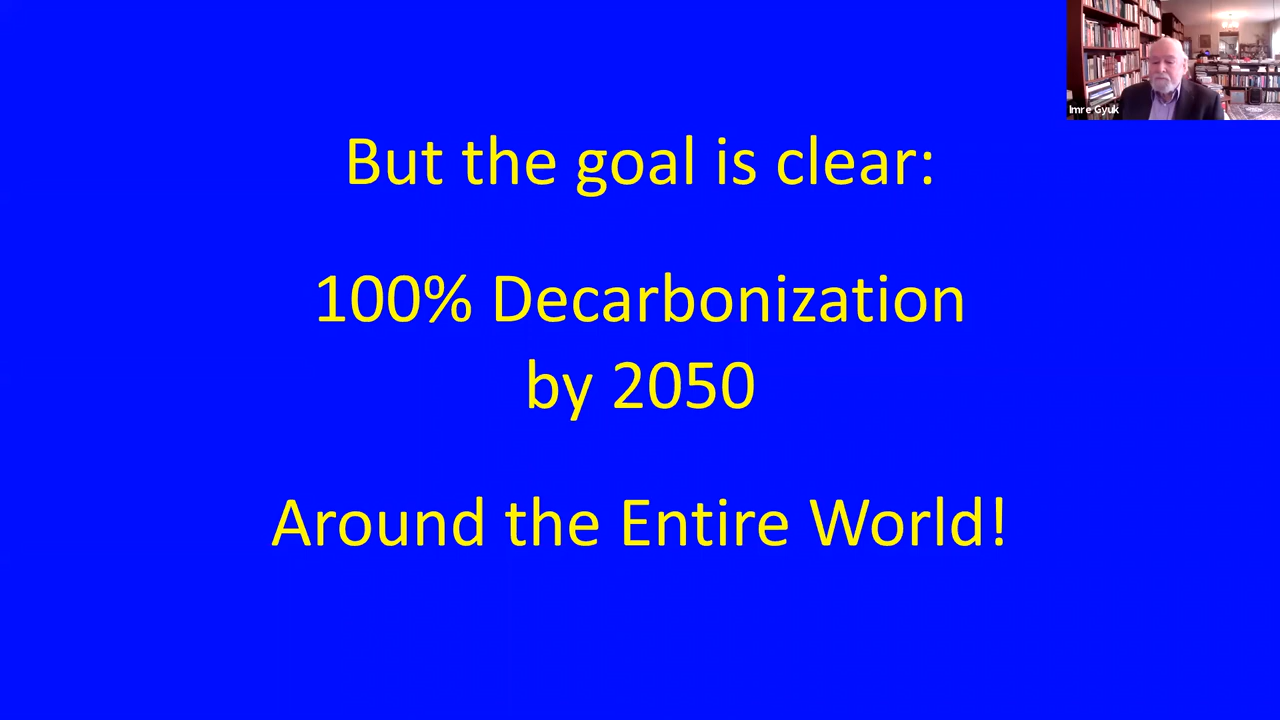 Imre Gyuk
But the goal is clear:
100% Decarbonization
by 2050
Around the Entire World!